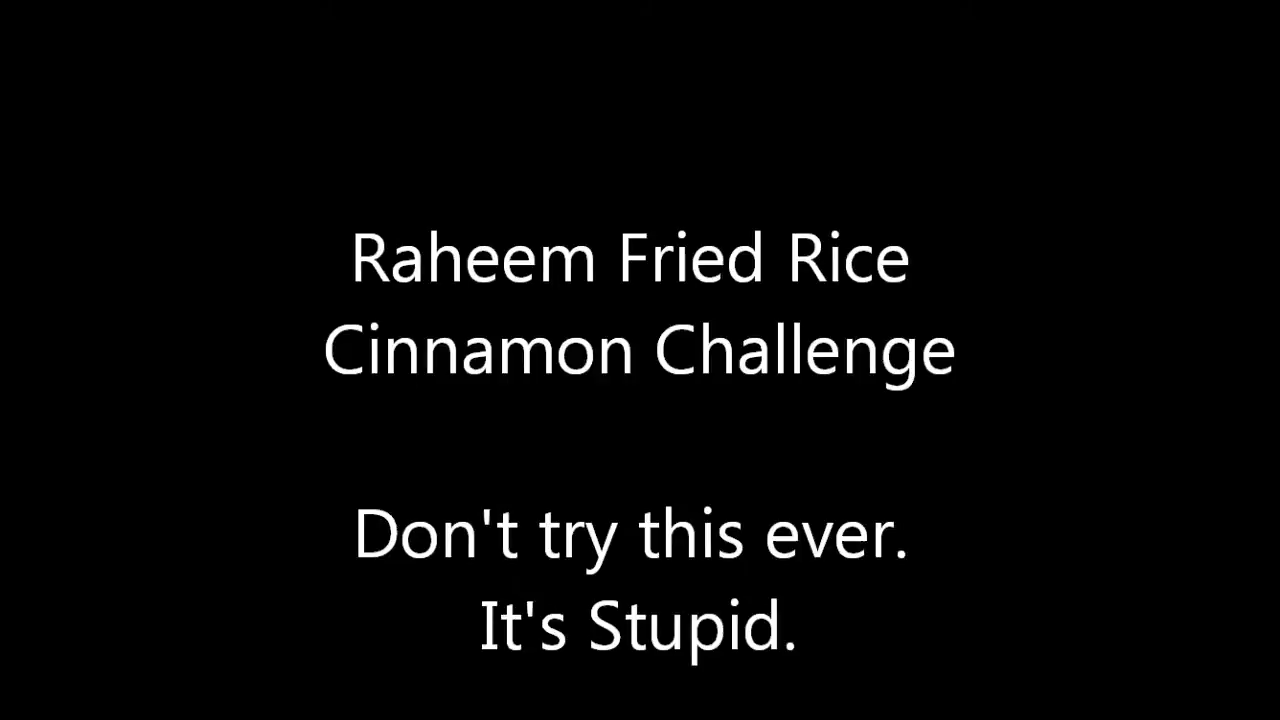 Raheem Fried Rice
Cinnamon Challenge
Don't try this ever.
It's Stupid.